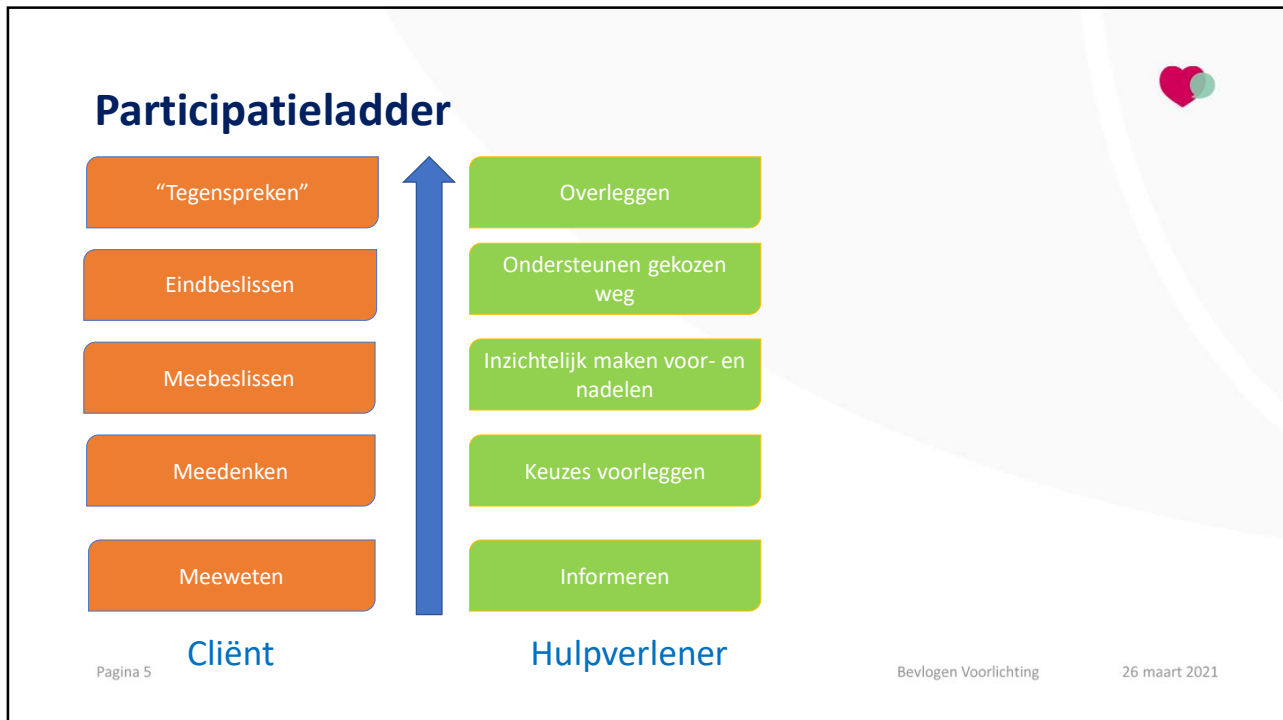 Participatieladder
“Tegenspreken”
Overleggen
Eindbeslissen
Ondersteunen gekozen
weg
Meebeslissen
Inzichtelijk maken voor- en
nadelen
Meedenken
Keuzes voorleggen
Meeweten
Informeren
Cliënt
Hulpverlener
Pagina 5
Bevlogen Voorlichting
26 maart 2021